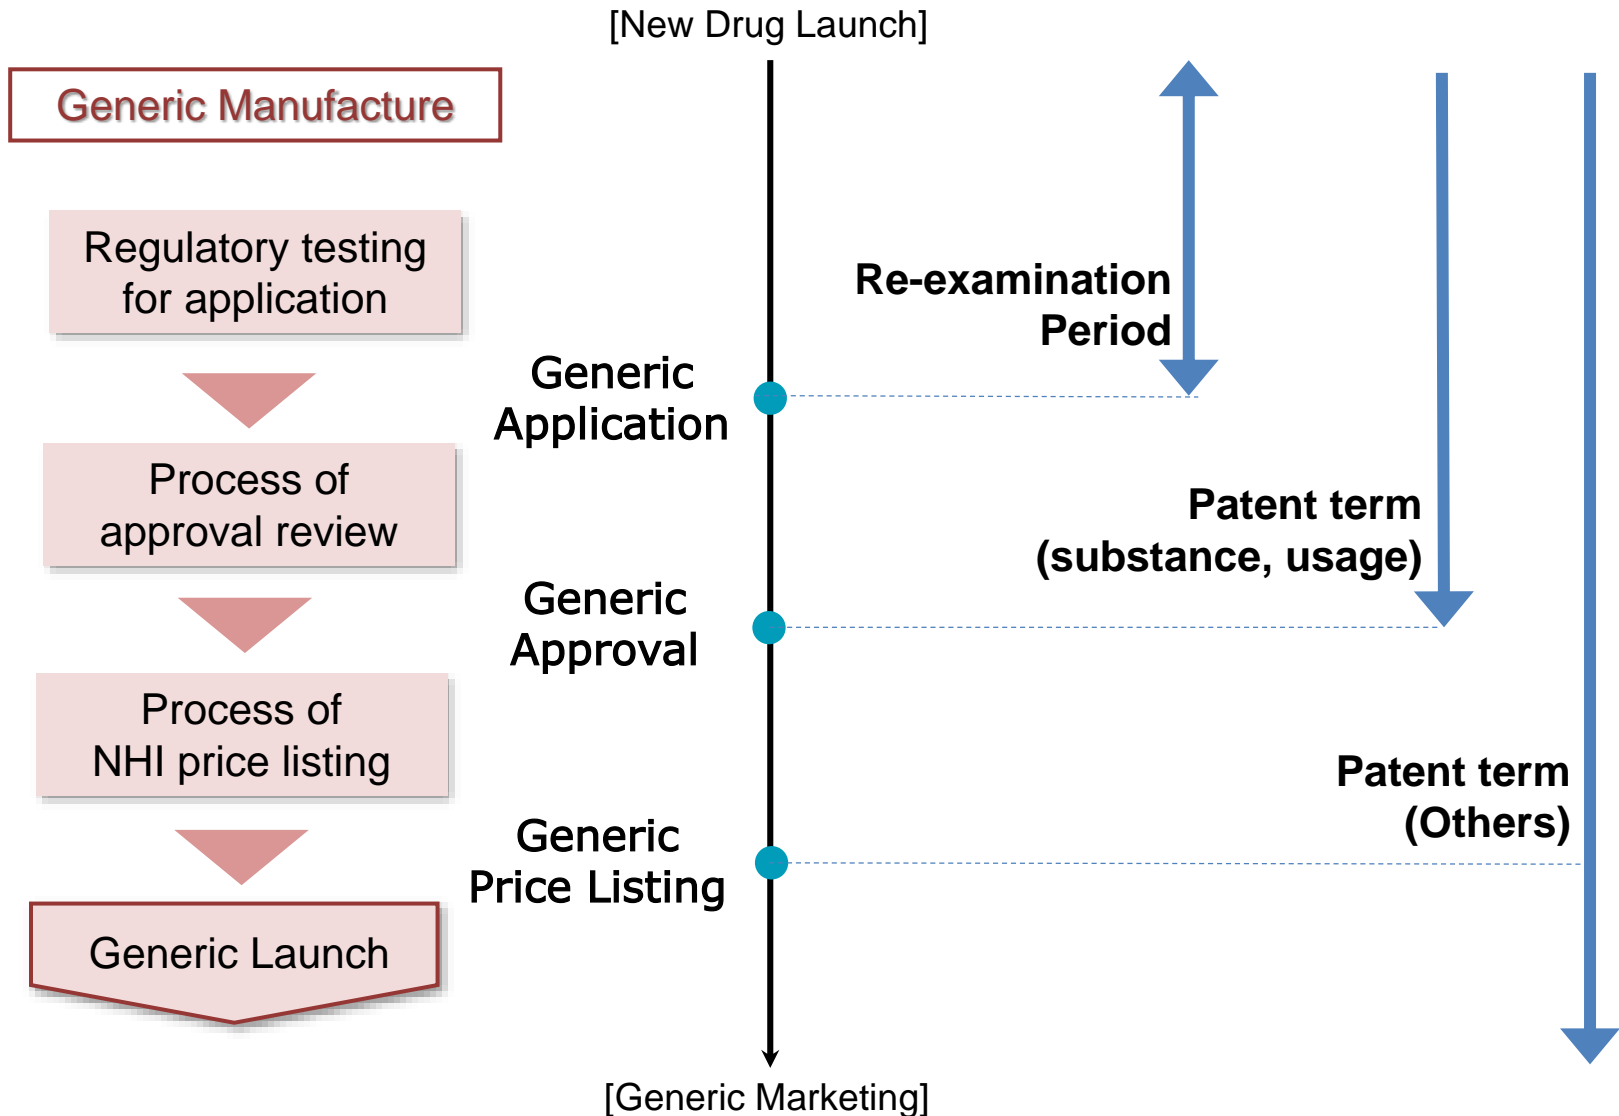 [New Drug Launch]
Generic Manufacture
Regulatory testing
for application
Process of
approval review
Process of
NHI price listing
Generic Launch
Generic
Application
Generic
Approval
Generic
Price Listing
Re-examination
Period
Patent term
(substance, usage)
Patent term
(Others)
[Generic Marketing]